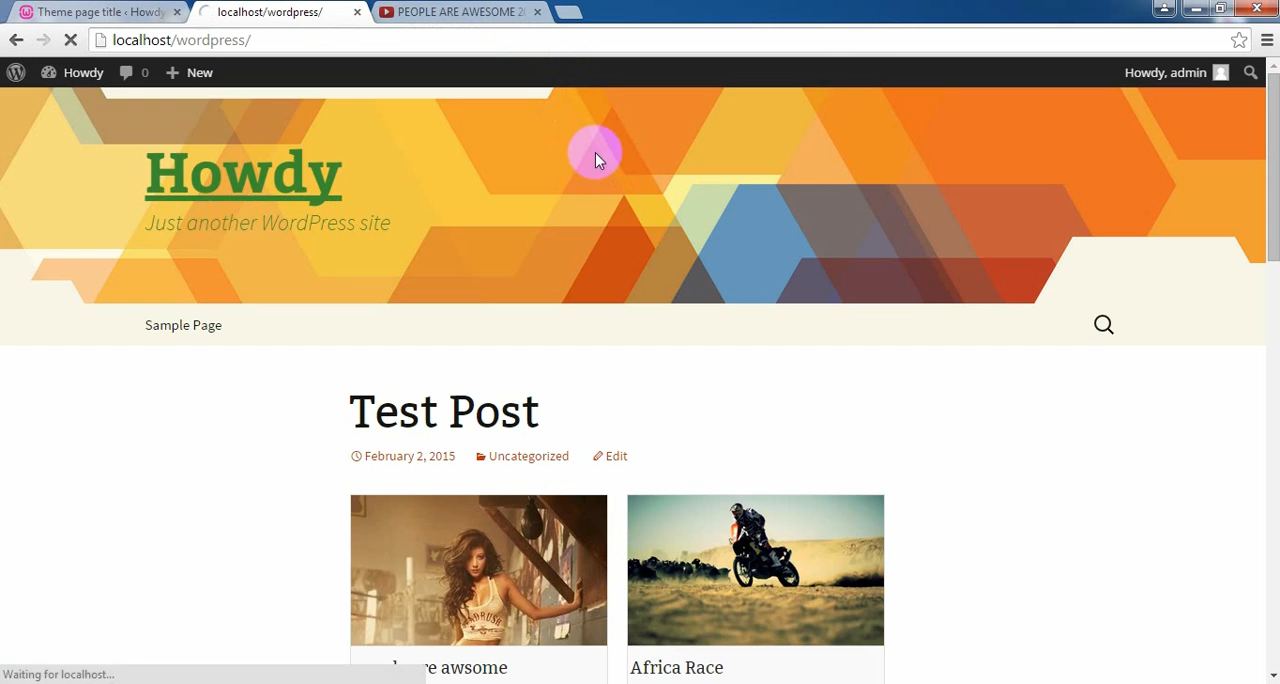 Theme page title ‹ Howdy
localhost/wordpress/
PEOPLE ARE AWESOME 20
localhost/wordpress/
Howdy
0
New
Howdy, admin
Howdy
Just another WordPress site
Sample Page
Test Post
February 2, 2015
Uncategorized
Edit
re awsome
Africa Race
Waiting for localhost...